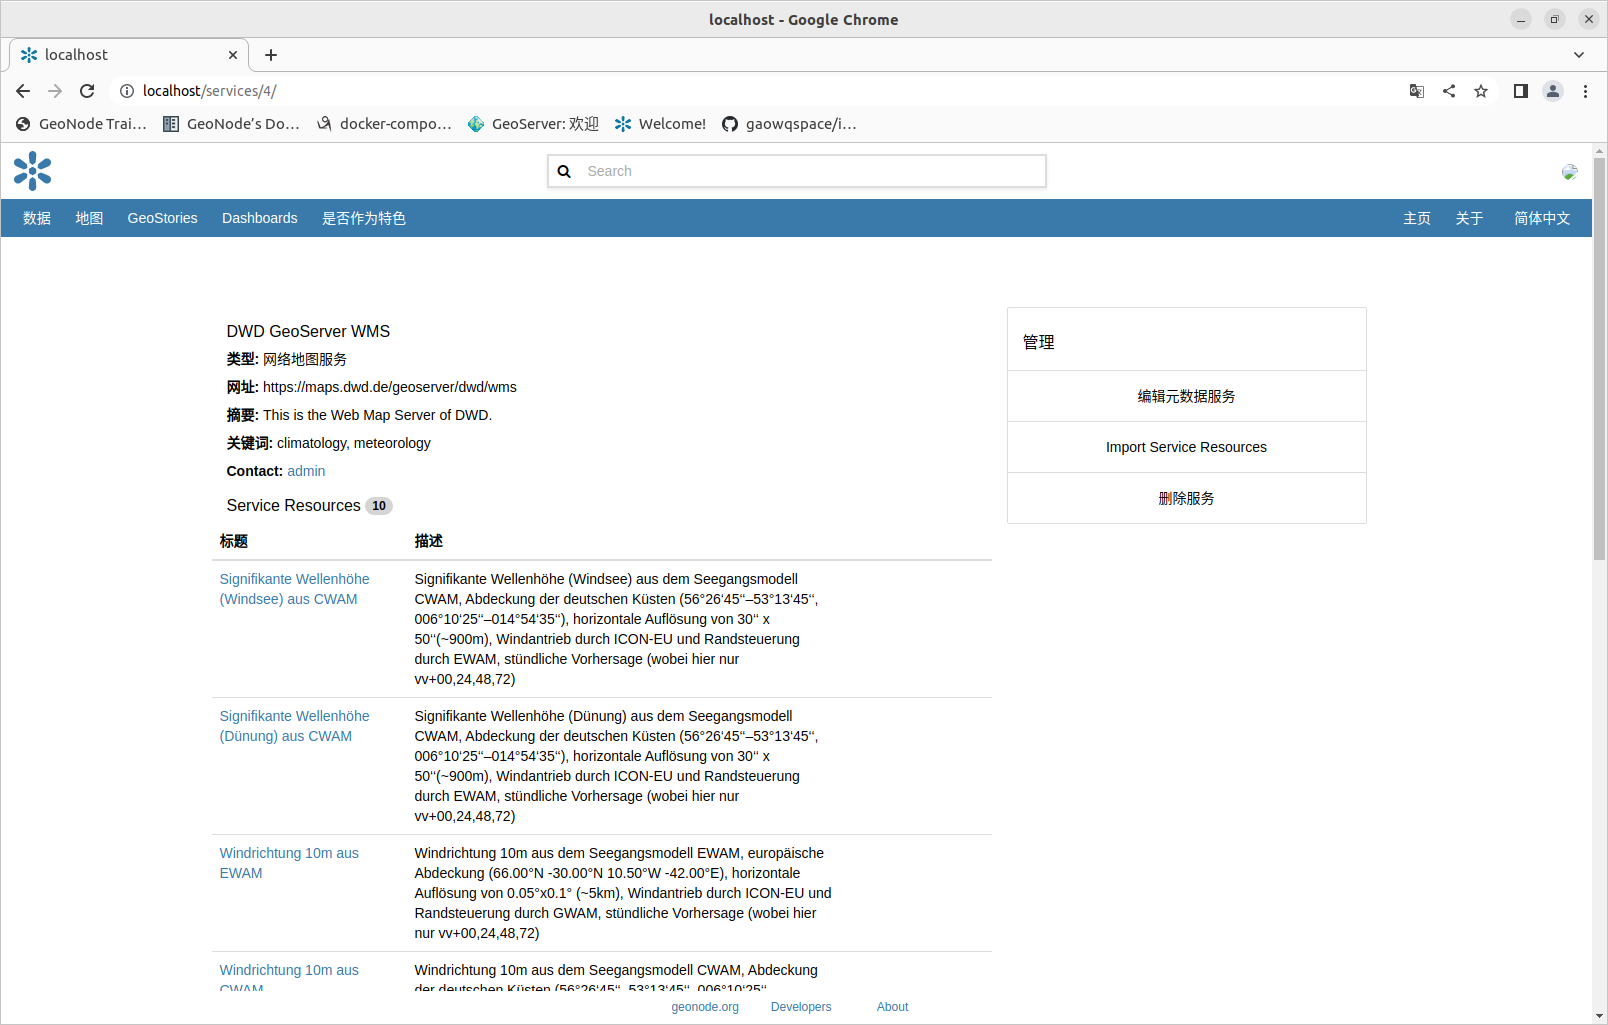 localhost - Google Chrome
localhost
localhost/services/4/
GeoNode Trai…
GeoNode’s Do…
docker-compo…
GeoServer: 欢迎
Welcome!
gaowqspace/i…
Search
数据
地图
GeoStories
Dashboards
是否作为特色
主页
关于
简体中文
DWD GeoServer WMS
类型: 网络地图服务
网址: https://maps.dwd.de/geoserver/dwd/wms
摘要: This is the Web Map Server of DWD.
关键词: climatology, meteorology
Contact: admin
管理
编辑元数据服务
Import Service Resources
删除服务
Service Resources 10
标题
描述
Signifikante Wellenhöhe
(Windsee) aus CWAM
Signifikante Wellenhöhe (Windsee) aus dem Seegangsmodell
CWAM, Abdeckung der deutschen Küsten (56°26‘45‘‘–53°13‘45‘‘,
006°10‘25‘‘–014°54‘35‘‘), horizontale Auflösung von 30‘‘ x
50‘‘(~900m), Windantrieb durch ICON-EU und Randsteuerung
durch EWAM, stündliche Vorhersage (wobei hier nur
vv+00,24,48,72)
Signifikante Wellenhöhe
(Dünung) aus CWAM
Signifikante Wellenhöhe (Dünung) aus dem Seegangsmodell
CWAM, Abdeckung der deutschen Küsten (56°26‘45‘‘–53°13‘45‘‘,
006°10‘25‘‘–014°54‘35‘‘), horizontale Auflösung von 30‘‘ x
50‘‘(~900m), Windantrieb durch ICON-EU und Randsteuerung
durch EWAM, stündliche Vorhersage (wobei hier nur
vv+00,24,48,72)
Windrichtung 10m aus
EWAM
Windrichtung 10m aus dem Seegangsmodell EWAM, europäische
Abdeckung (66.00°N -30.00°N 10.50°W -42.00°E), horizontale
Auflösung von 0.05°x0.1° (~5km), Windantrieb durch ICON-EU und
Randsteuerung durch GWAM, stündliche Vorhersage (wobei hier
nur vv+00,24,48,72)
Windrichtung 10m aus
CWAM
Windrichtung 10m aus dem Seegangsmodell CWAM, Abdeckung
der deutschen Küsten (56°26‘45‘‘–53°13‘45‘‘, 006°10‘25‘‘
geonode.org
Developers
About